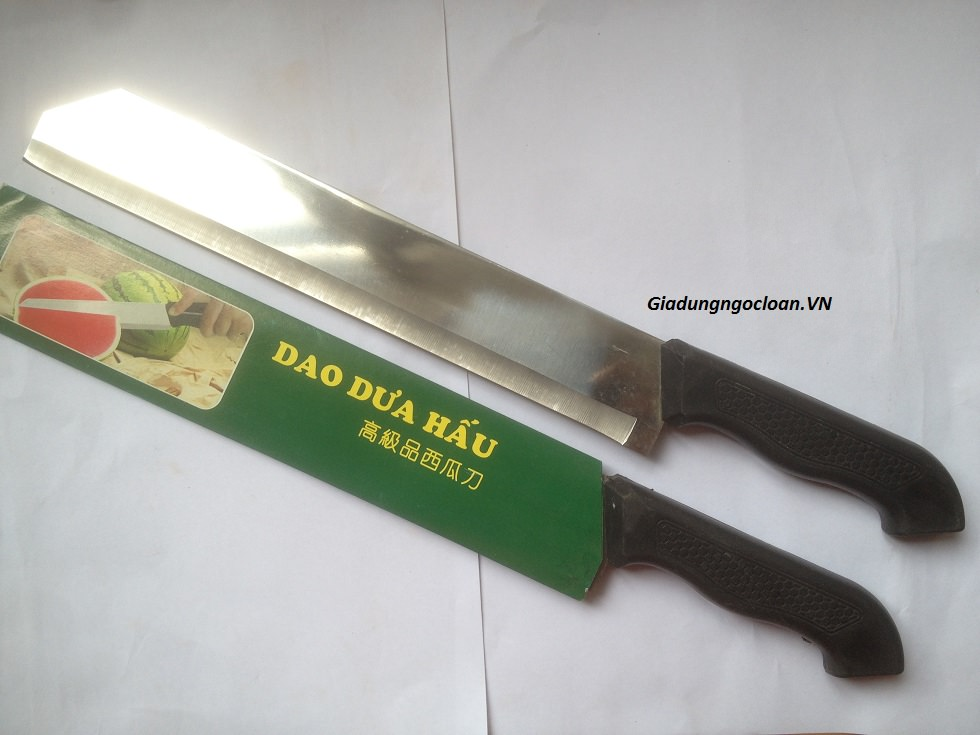 Giadungngocloan.VN
DAO DƯA HẤU
高級品西瓜刀